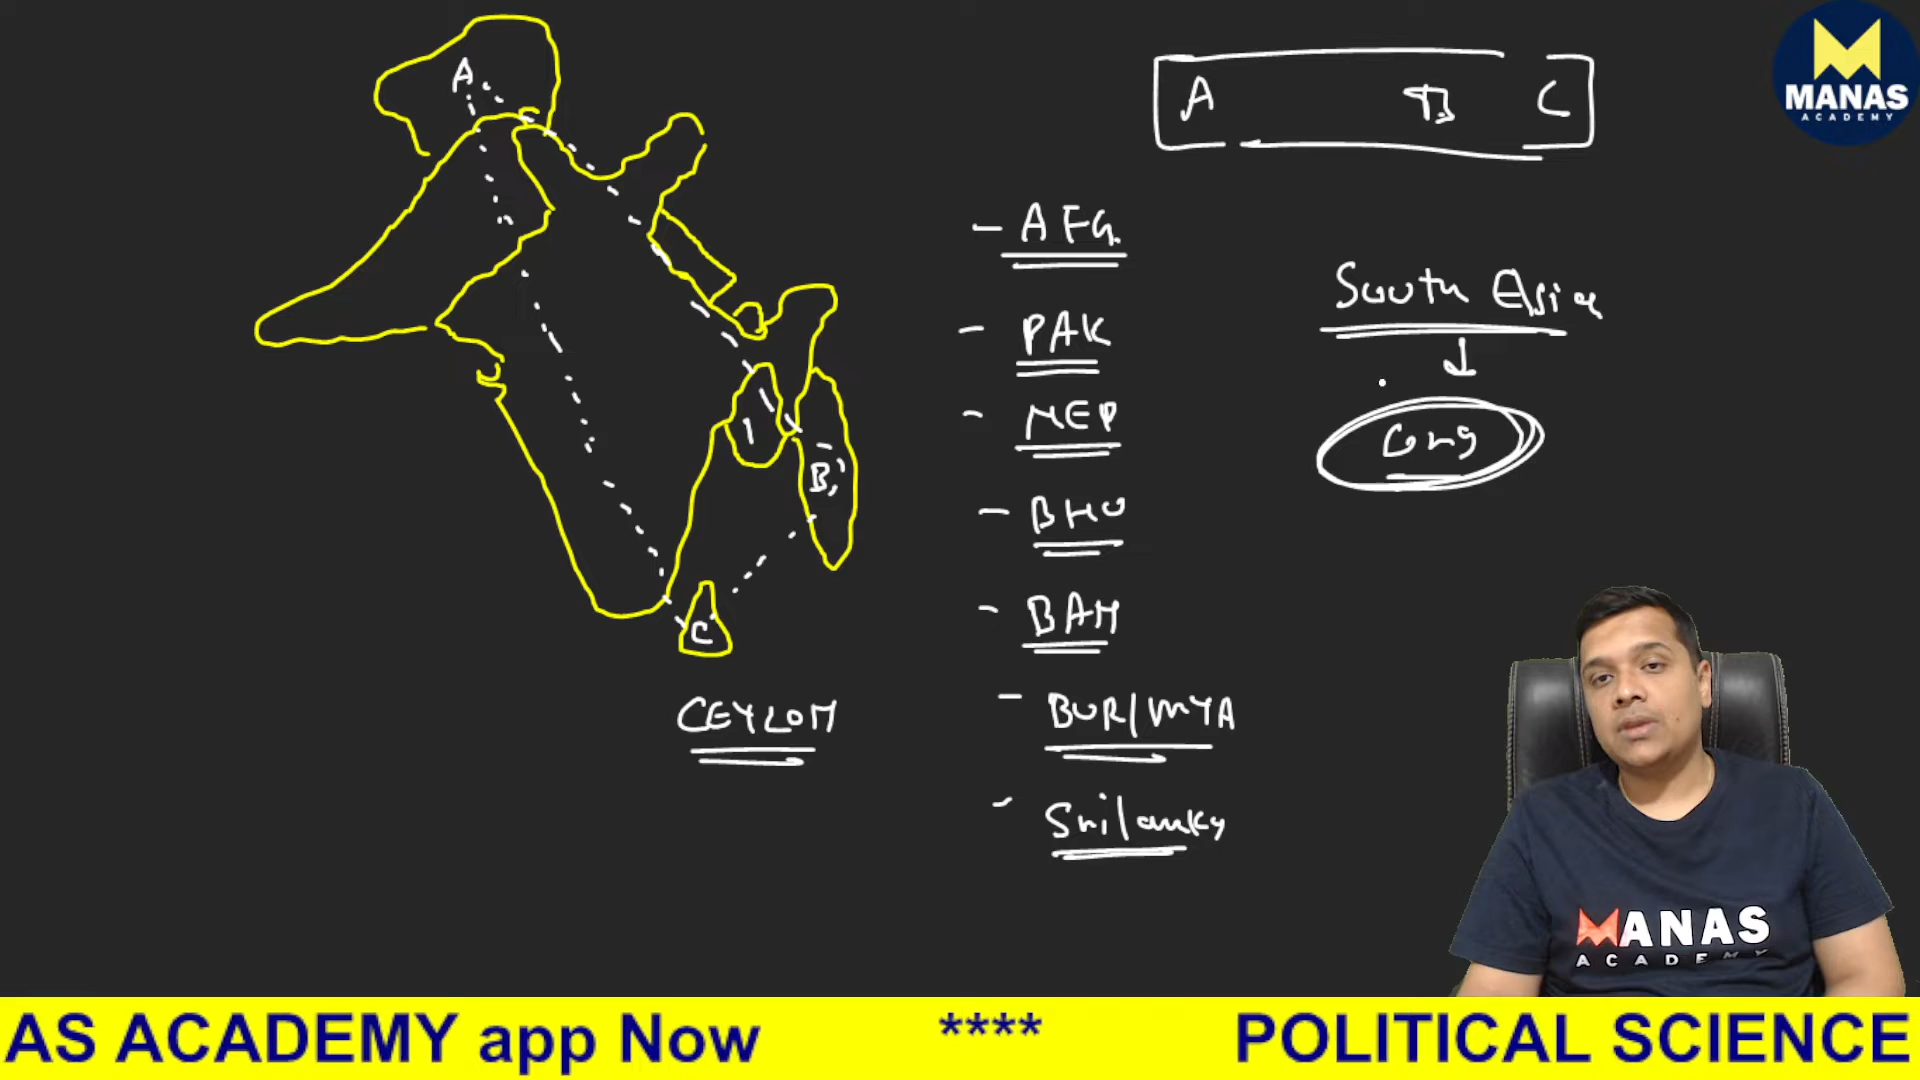 A
A B C
MANAS
ACADEMY
- AFG.
South Asia
- PAK
- NEP
Cong
B
- BHU
- BAN
C
CEYLON
- BUR/MYA
- Srilanka
MANAS
ACADEMY
AS ACADEMY app Now **** POLITICAL SCIENCE